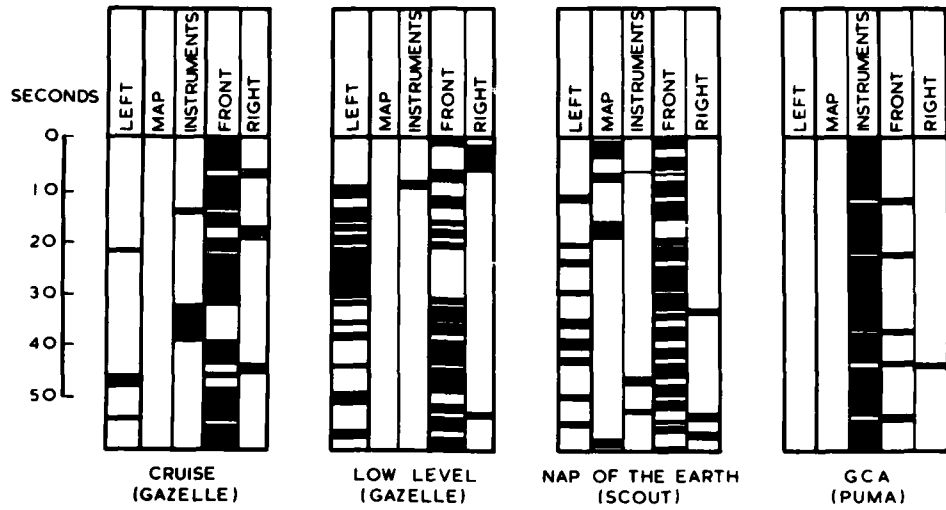 LEFT
MAP
INSTRUMENTS
FRONT
RIGHT
LEFT
MAP
INSTRUMENTS
FRONT
RIGHT
LEFT
MAP
INSTRUMENTS
FRONT
RIGHT
LEFT
MAP
INSTRUMENTS
FRONT
RIGHT
SECONDS
0
10
20
30
40
50
CRUISE
(GAZELLE)
LOW LEVEL
(GAZELLE)
NAP OF THE EARTH
(SCOUT)
GCA
(PUMA)